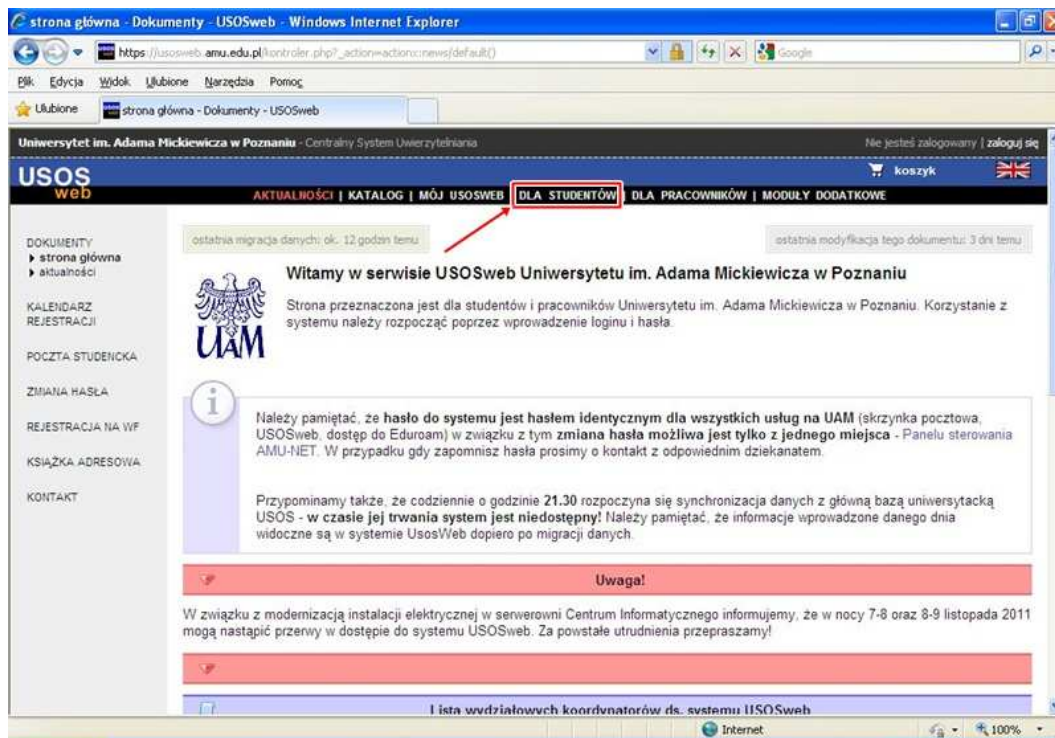 strona główna - Dokumenty - USOSweb - Windows Internet Explorer
https://usosweb.amu.edu.pl/kontroler.php?_action=actionx:news/default()
Google
Plik Edycja Widok Ulubione Narzędzia Pomoc
Ulubione strona główna - Dokumenty - USOSweb
Uniwersytet im. Adama Mickiewicza w Poznaniu - Centralny System Uwierzytelniania Nie jesteś zalogowany | zaloguj się
USOS
web
koszyk
AKTUALNOŚCI | KATALOG | MÓJ USOSWEB | DLA STUDENTÓW | DLA PRACOWNIKÓW | MODUŁY DODATKOWE
DOKUMENTY
strona główna
aktualności
KALENDARZ
REJESTRACJI
POCZTA STUDENCKA
ZMIANA HASŁA
REJESTRACJA NA WF
KSIĄŻKA ADRESOWA
KONTAKT
ostatnia migracja danych: ok. 12 godzin temu
ostatnia modyfikacja tego dokumentu: 3 dni temu
UAM
Witamy w serwisie USOSweb Uniwersytetu im. Adama Mickiewicza w Poznaniu
Strona przeznaczona jest dla studentów i pracowników Uniwersytetu im. Adama Mickiewicza w Poznaniu. Korzystanie z
systemu należy rozpocząć poprzez wprowadzenie loginu i hasła.
i
Należy pamiętać, że hasło do systemu jest hasłem identycznym dla wszystkich usług na UAM (skrzynka pocztowa,
USOSweb, dostęp do Eduroam) w związku z tym zmiana hasła możliwa jest tylko z jednego miejsca - Panelu sterowania
AMU-NET. W przypadku gdy zapomnisz hasła prosimy o kontakt z odpowiednim dziekanatem.
Przypominamy także, że codziennie o godzinie 21.30 rozpoczyna się synchronizacja danych z główną bazą uniwersytacką
USOS - w czasie jej trwania system jest niedostępny! Należy pamiętać, że informacje wprowadzone danego dnia
widoczne są w systemie UsosWeb dopiero po migracji danych.
Uwaga!
W związku z modernizacją instalacji elektrycznej w serwerowni Centrum Informatycznego informujemy, że w nocy 7-8 oraz 8-9 listopada 2011
mogą nastąpić przerwy w dostępie do systemu USOSweb. Za powstałe utrudnienia przepraszamy!
Lista wydziałowych koordynatorów ds. systemu USOSweb
Internet 100%